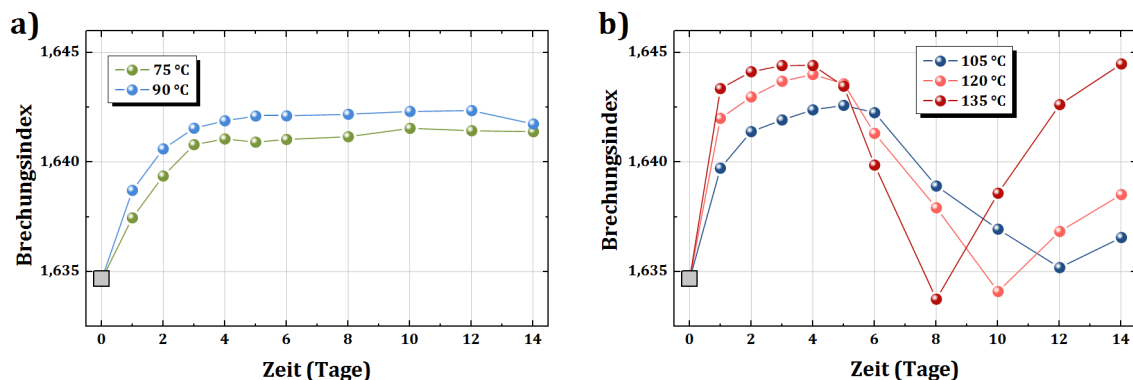 a)
1,645
1,640
1,635
Brechungsindex
75 °C
90 °C
0 2 4 6 8 10 12 14
Zeit (Tage)
b)
1,645
1,640
1,635
Brechungsindex
105 °C
120 °C
135 °C
0 2 4 6 8 10 12 14
Zeit (Tage)